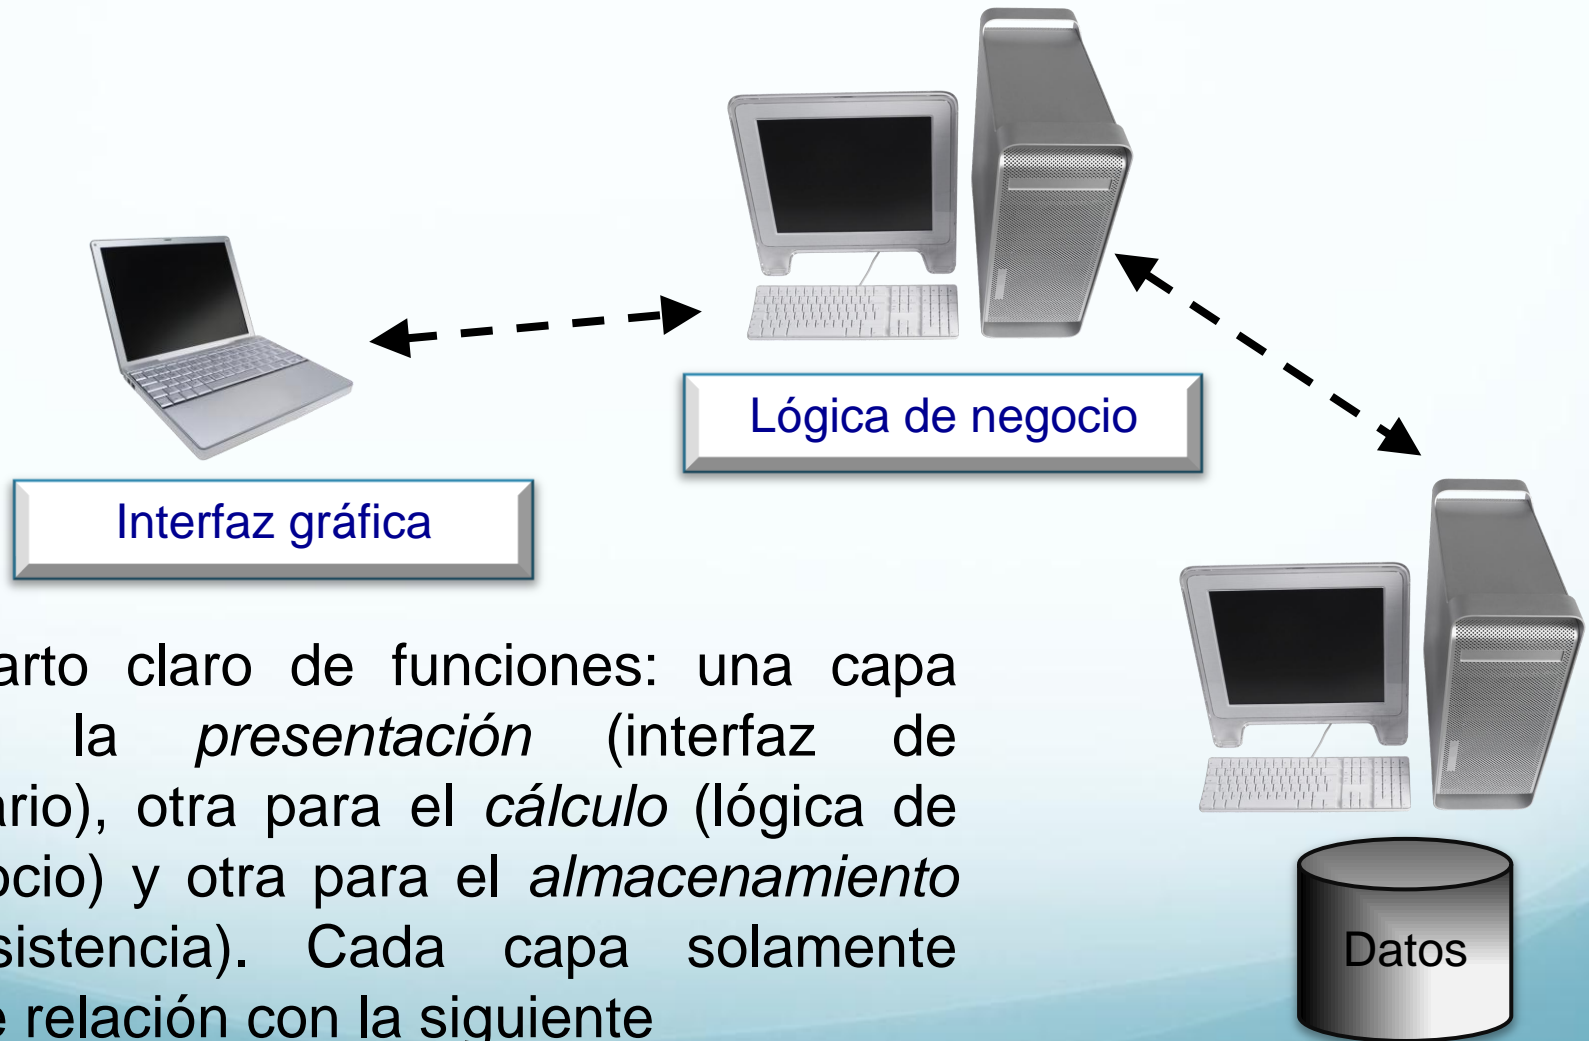 Lógica de negocio
Interfaz gráfica
arto claro de funciones: una capa
la presentación (interfaz de
ario), otra para el cálculo (lógica de
ocio) y otra para el almacenamiento
sistencia). Cada capa solamente
e relación con la siguiente
Datos